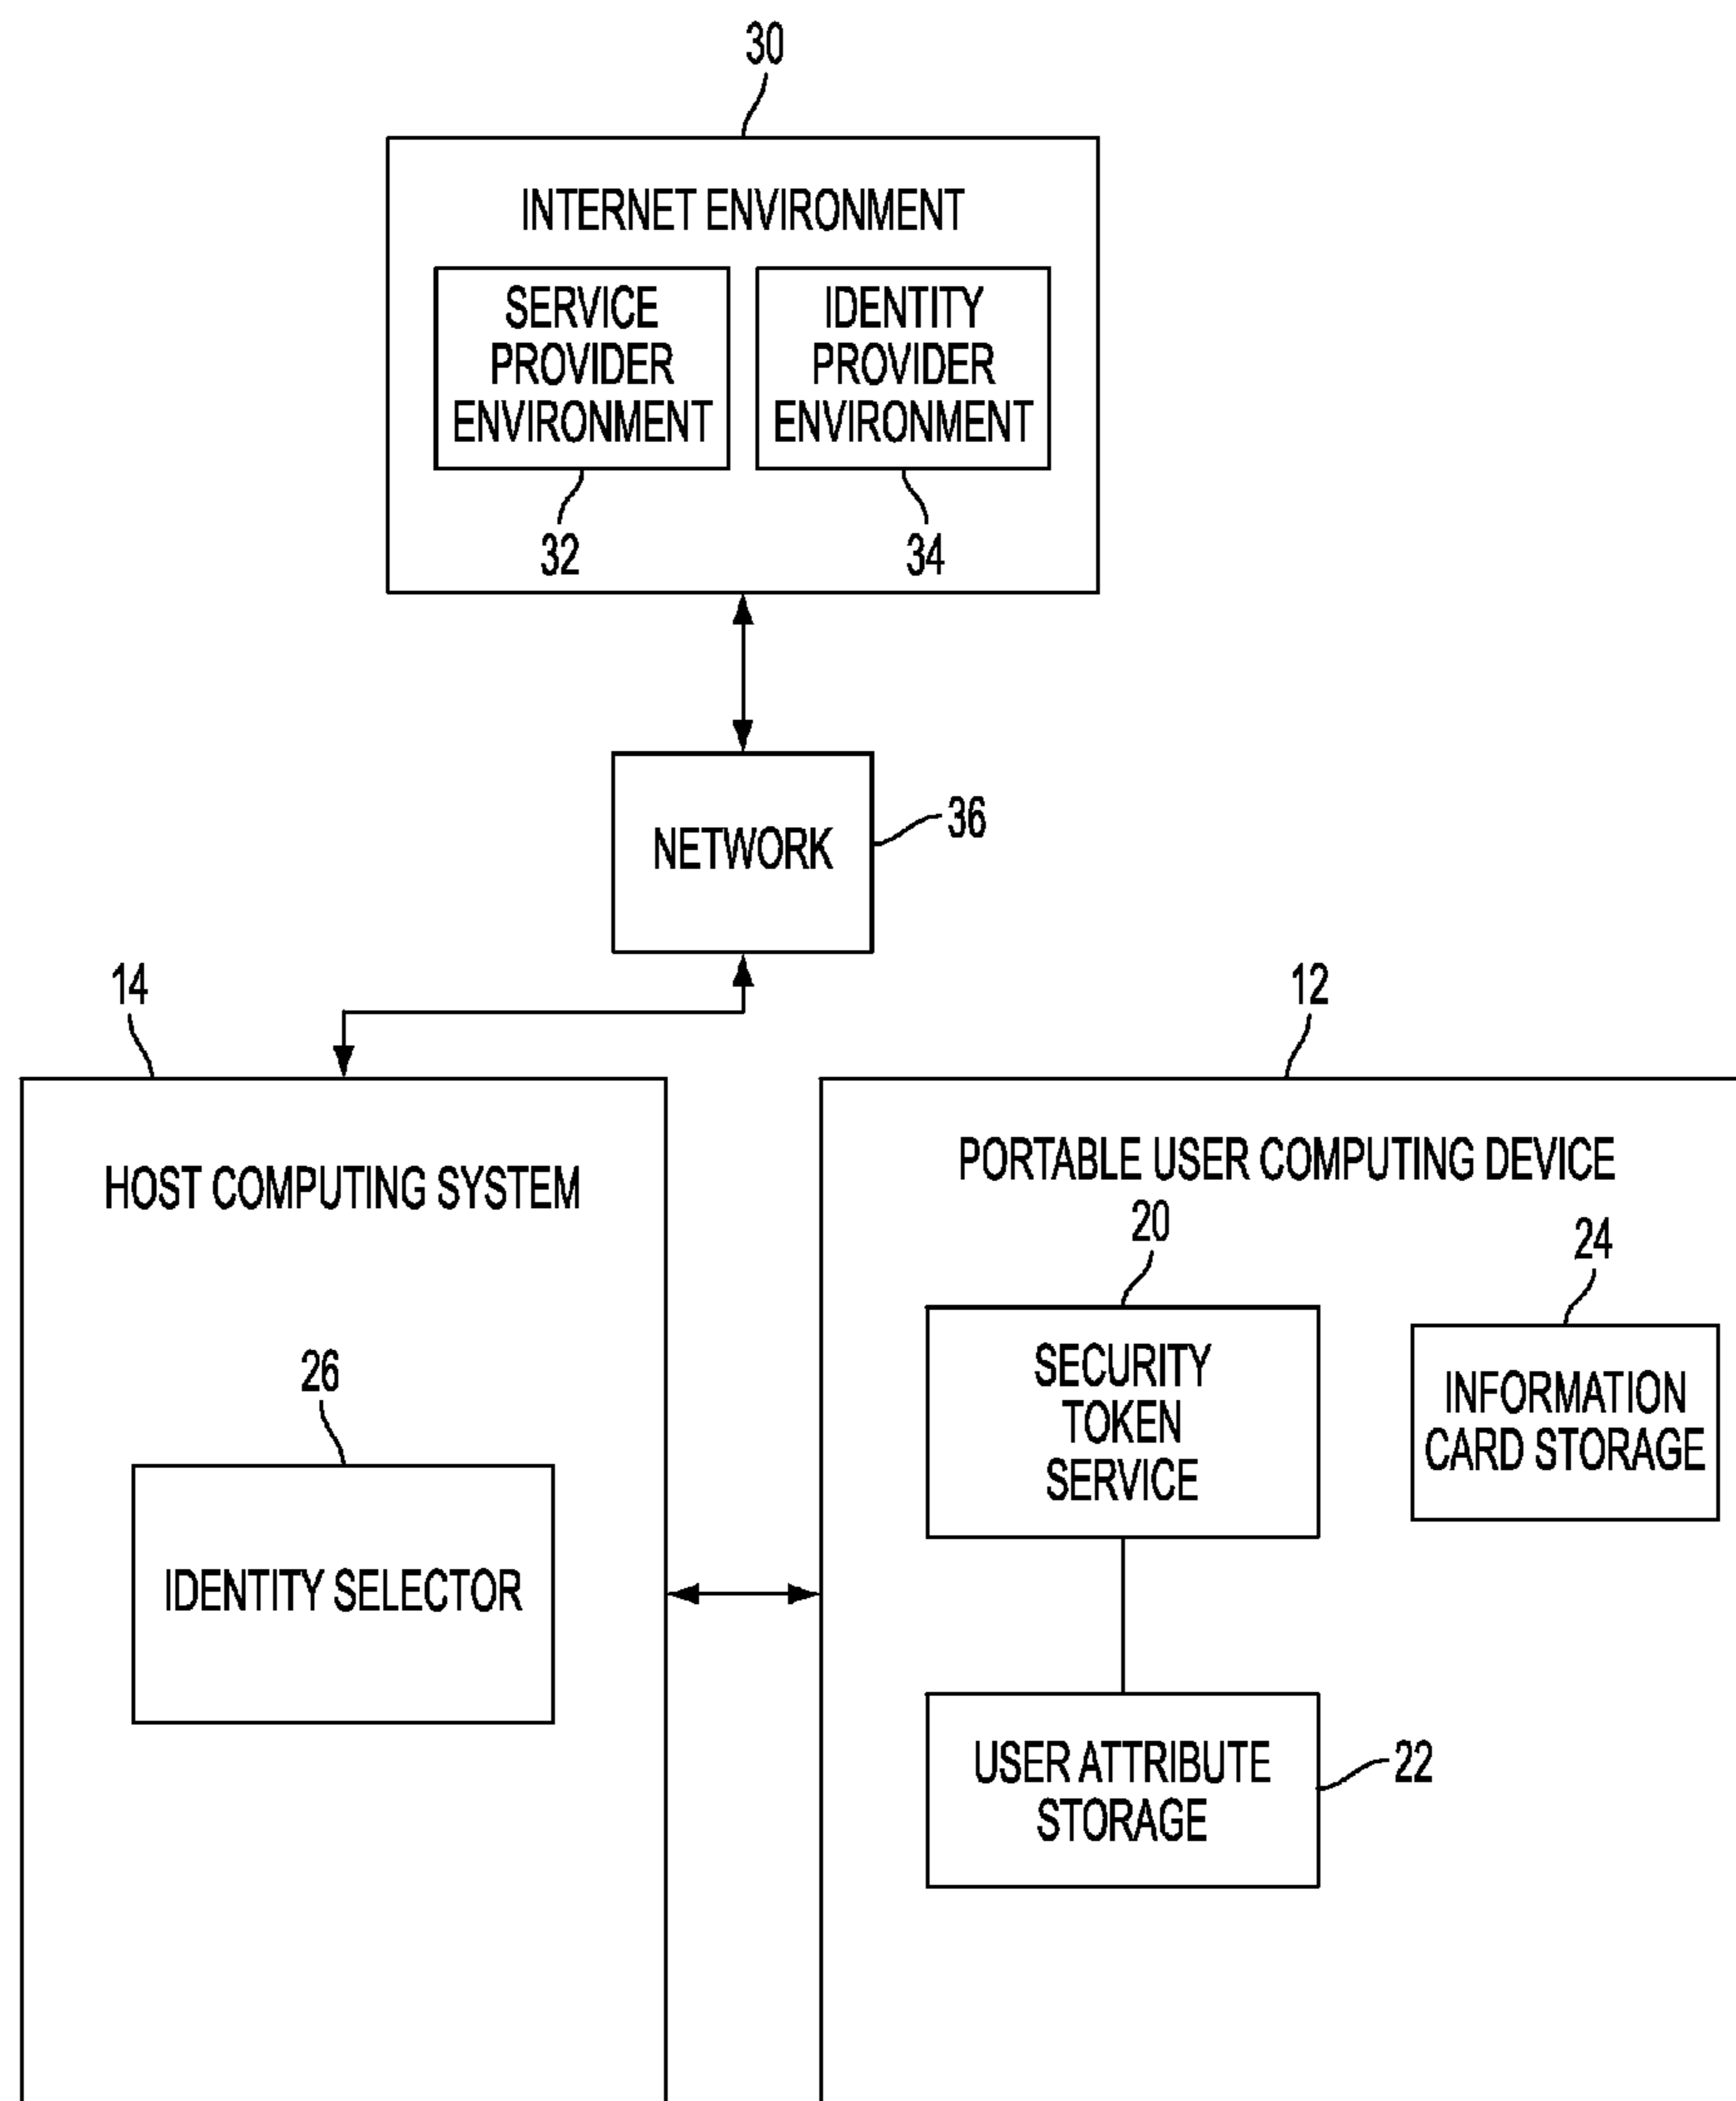 30
INTERNET ENVIRONMENT
SERVICE
PROVIDER
ENVIRONMENT
IDENTITY
PROVIDER
ENVIRONMENT
32
34
NETWORK
36
14
12
HOST COMPUTING SYSTEM
PORTABLE USER COMPUTING DEVICE
20
24
SECURITY
TOKEN
SERVICE
INFORMATION
CARD STORAGE
26
IDENTITY SELECTOR
USER ATTRIBUTE
STORAGE
22